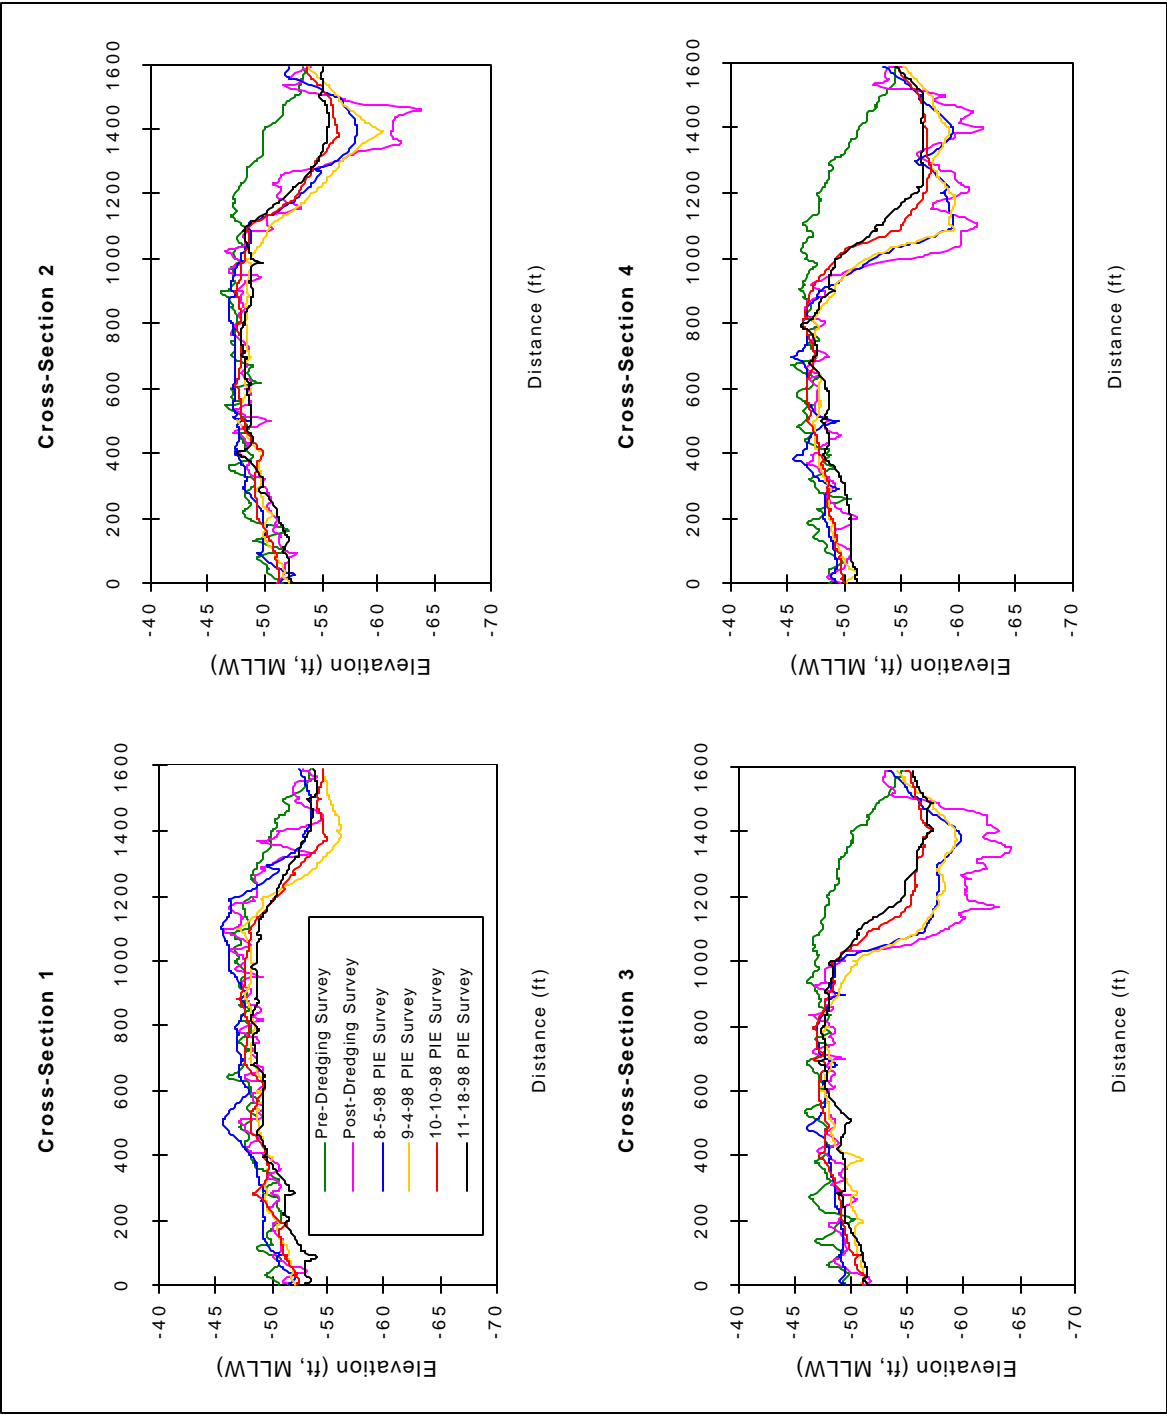 Cross-Section 1
-40
-45
-50
-55
-60
-65
-70
0 200 400 600 800 1000 1200 1400 1600
Elevation (ft, MLLW)
Distance (ft)
Pre-Dredging Survey
Post-Dredging Survey
8-5-98 PIE Survey
9-4-98 PIE Survey
10-10-98 PIE Survey
11-18-98 PIE Survey
Cross-Section 2
-40
-45
-50
-55
-60
-65
-70
0 200 400 600 800 1000 1200 1400 1600
Elevation (ft, MLLW)
Distance (ft)
Cross-Section 3
-40
-45
-50
-55
-60
-65
-70
0 200 400 600 800 1000 1200 1400 1600
Elevation (ft, MLLW)
Distance (ft)
Cross-Section 4
-40
-45
-50
-55
-60
-65
-70
0 200 400 600 800 1000 1200 1400 1600
Elevation (ft, MLLW)
Distance (ft)